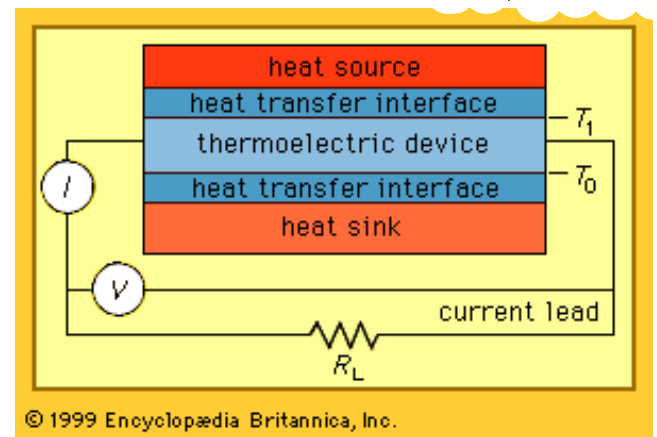 heat source
heat transfer interface
T₁
thermoelectric device
T₀
heat transfer interface
I
heat sink
V
current lead
R_L
© 1999 Encyclopædia Britannica, Inc.